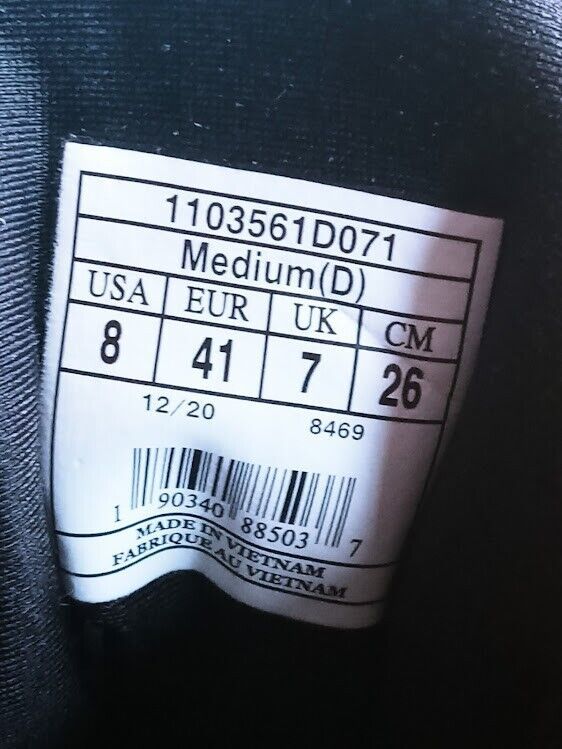 1103561D071
Medium(D)
USA EUR UK CM
8 41 7 26
12/20 8469
1 90340 88503 7
MADE IN VIETNAM
FABRIQUE AU VIETNAM